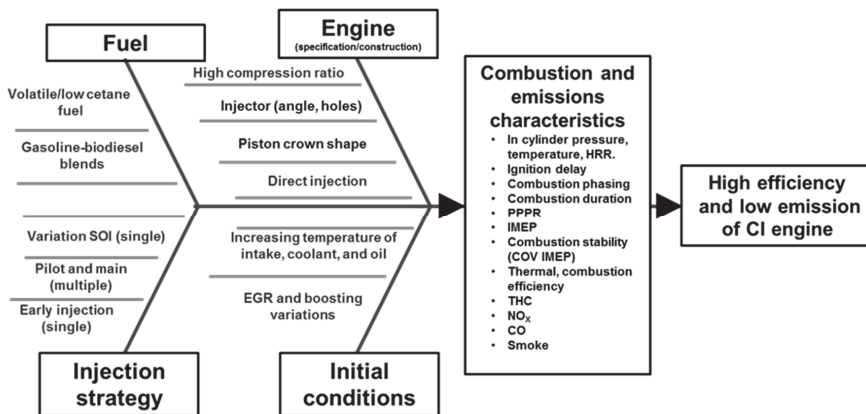 Fuel
Volatile/low cetane
fuel
Gasoline-biodiesel
blends
Engine
(specification/construction)
High compression ratio
Injector (angle, holes)
Piston crown shape
Direct injection
Variation SOI (single)
Pilot and main
(multiple)
Early injection
(single)
Injection
strategy
Increasing temperature of
intake, coolant, and oil
EGR and boosting
variations
Initial
conditions
Combustion and
emissions
characteristics
• In cylinder pressure,
temperature, HRR.
• Ignition delay
• Combustion phasing
• Combustion duration
• PPPR
• IMEP
• Combustion stability
(COV IMEP)
• Thermal, combustion
efficiency
• THC
• NOX
• CO
• Smoke
High efficiency
and low emission
of CI engine